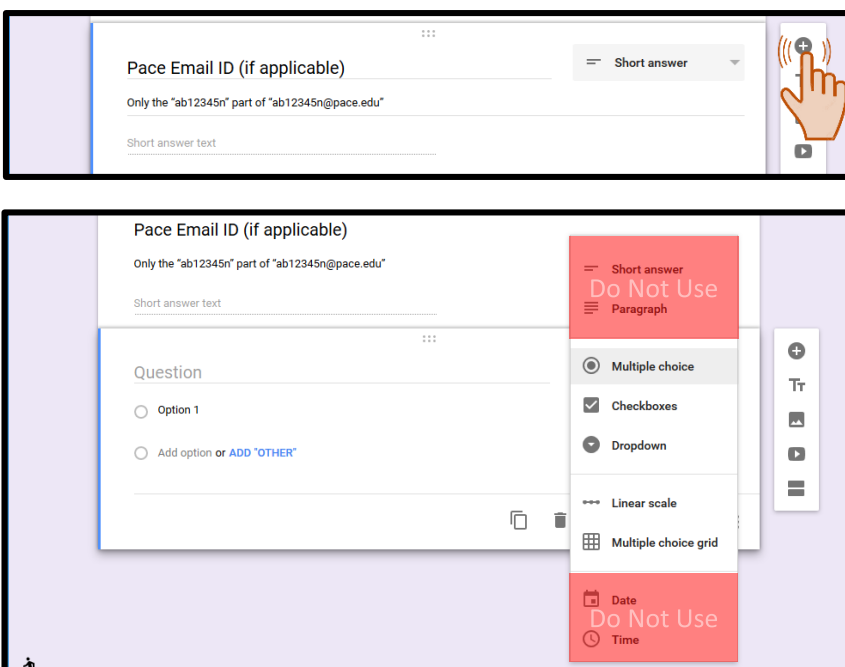 Pace Email ID (if applicable)
Short answer
Only the "ab12345n" part of "ab12345n@pace.edu"
Short answer text
Pace Email ID (if applicable)
Only the "ab12345n" part of "ab12345n@pace.edu"
Short answer text
Short answer
Do Not Use
Paragraph
Question
Option 1
Add option or ADD "OTHER"
Multiple choice
Checkboxes
Dropdown
Linear scale
Multiple choice grid
Date
Do Not Use
Time
Tт